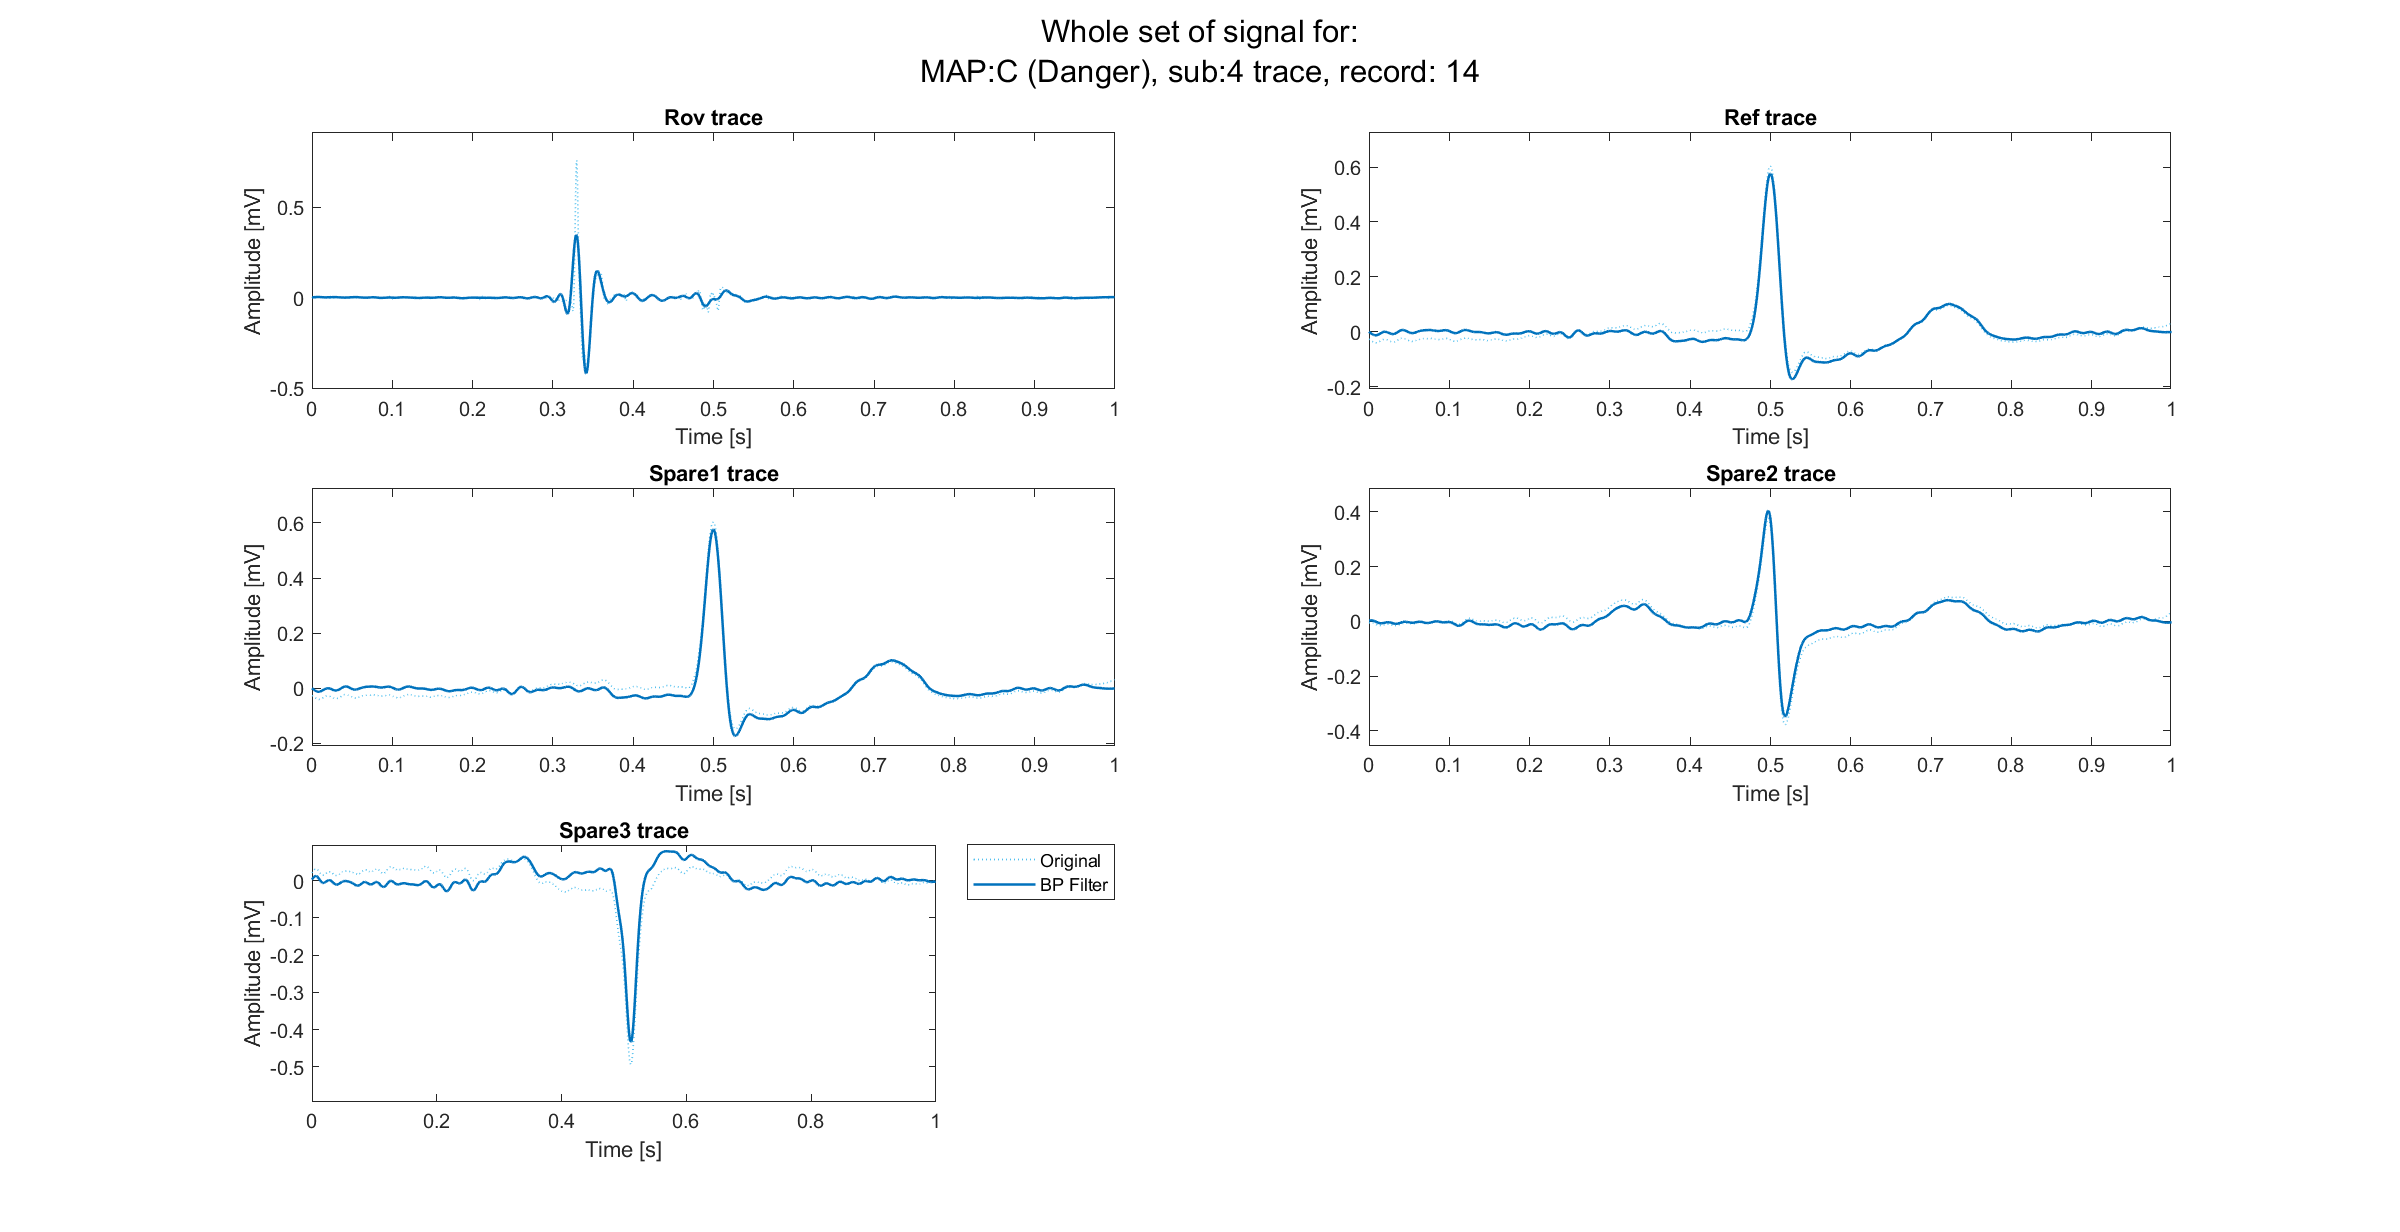 Whole set of signal for:
MAP:C (Danger), sub:4 trace, record: 14
Rov trace
Amplitude [mV]
0.5
0
-0.5
0 0.1 0.2 0.3 0.4 0.5 0.6 0.7 0.8 0.9 1
Time [s]
Ref trace
Amplitude [mV]
0.6
0.4
0.2
0
-0.2
0 0.1 0.2 0.3 0.4 0.5 0.6 0.7 0.8 0.9 1
Time [s]
Spare1 trace
Amplitude [mV]
0.6
0.4
0.2
0
-0.2
0 0.1 0.2 0.3 0.4 0.5 0.6 0.7 0.8 0.9 1
Time [s]
Spare2 trace
Amplitude [mV]
0.4
0.2
0
-0.2
-0.4
0 0.1 0.2 0.3 0.4 0.5 0.6 0.7 0.8 0.9 1
Time [s]
Spare3 trace
Amplitude [mV]
0
-0.1
-0.2
-0.3
-0.4
-0.5
0 0.2 0.4 0.6 0.8 1
Time [s]
Original
BP Filter